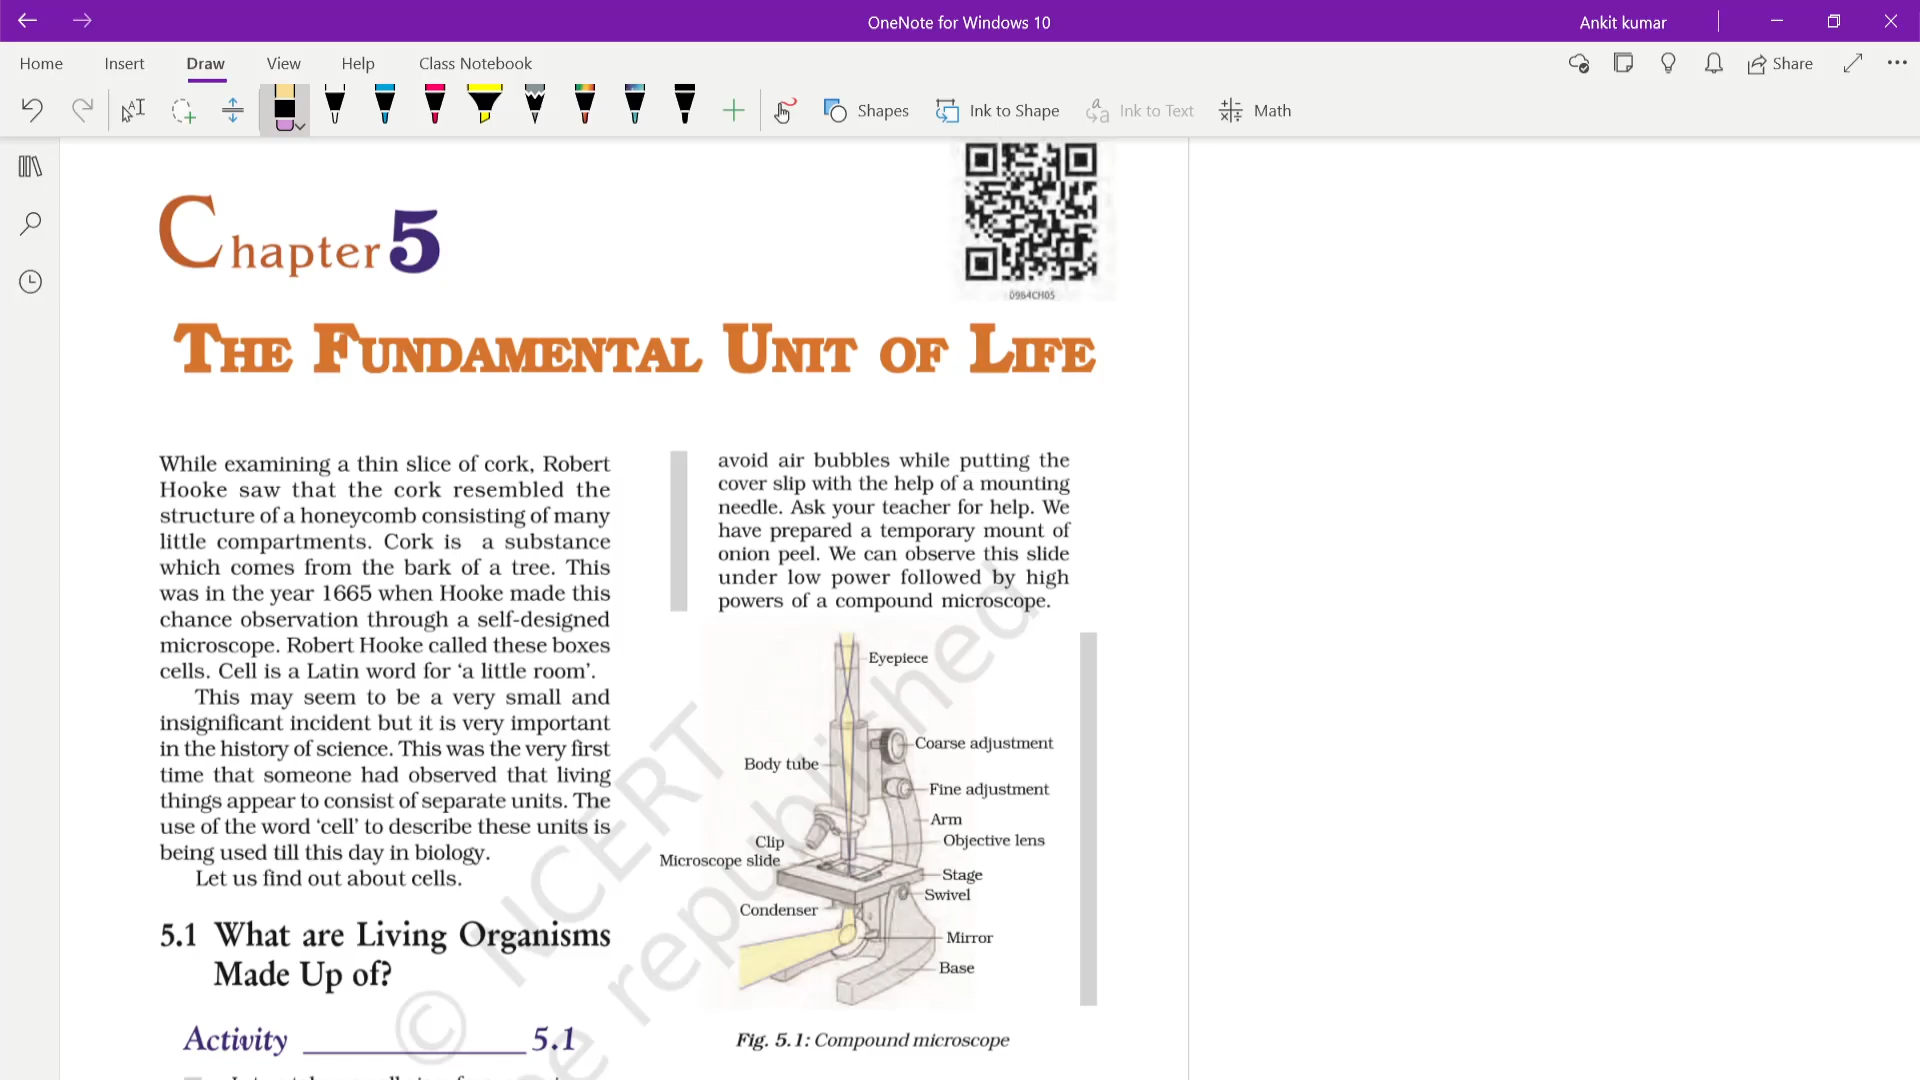 OneNote for Windows 10
Ankit kumar
Home Insert Draw View Help Class Notebook
Share
Shapes Ink to Shape Ink to Text Math
Chapter 5
0964CH05
THE FUNDAMENTAL UNIT OF LIFE
While examining a thin slice of cork, Robert
Hooke saw that the cork resembled the
structure of a honeycomb consisting of many
little compartments. Cork is a substance
which comes from the bark of a tree. This
was in the year 1665 when Hooke made this
chance observation through a self-designed
microscope. Robert Hooke called these boxes
cells. Cell is a Latin word for ‘a little room’.
This may seem to be a very small and
insignificant incident but it is very important
in the history of science. This was the very first
time that someone had observed that living
things appear to consist of separate units. The
use of the word ‘cell’ to describe these units is
being used till this day in biology.
Let us find out about cells.
5.1 What are Living Organisms
Made Up of?
Activity ______________ 5.1
avoid air bubbles while putting the
cover slip with the help of a mounting
needle. Ask your teacher for help. We
have prepared a temporary mount of
onion peel. We can observe this slide
under low power followed by high
powers of a compound microscope.
Eyepiece
Coarse adjustment
Body tube
Fine adjustment
Arm
Objective lens
Clip
Microscope slide
Stage
Swivel
Condenser
Mirror
Base
Fig. 5.1: Compound microscope
© NCERT
be republished